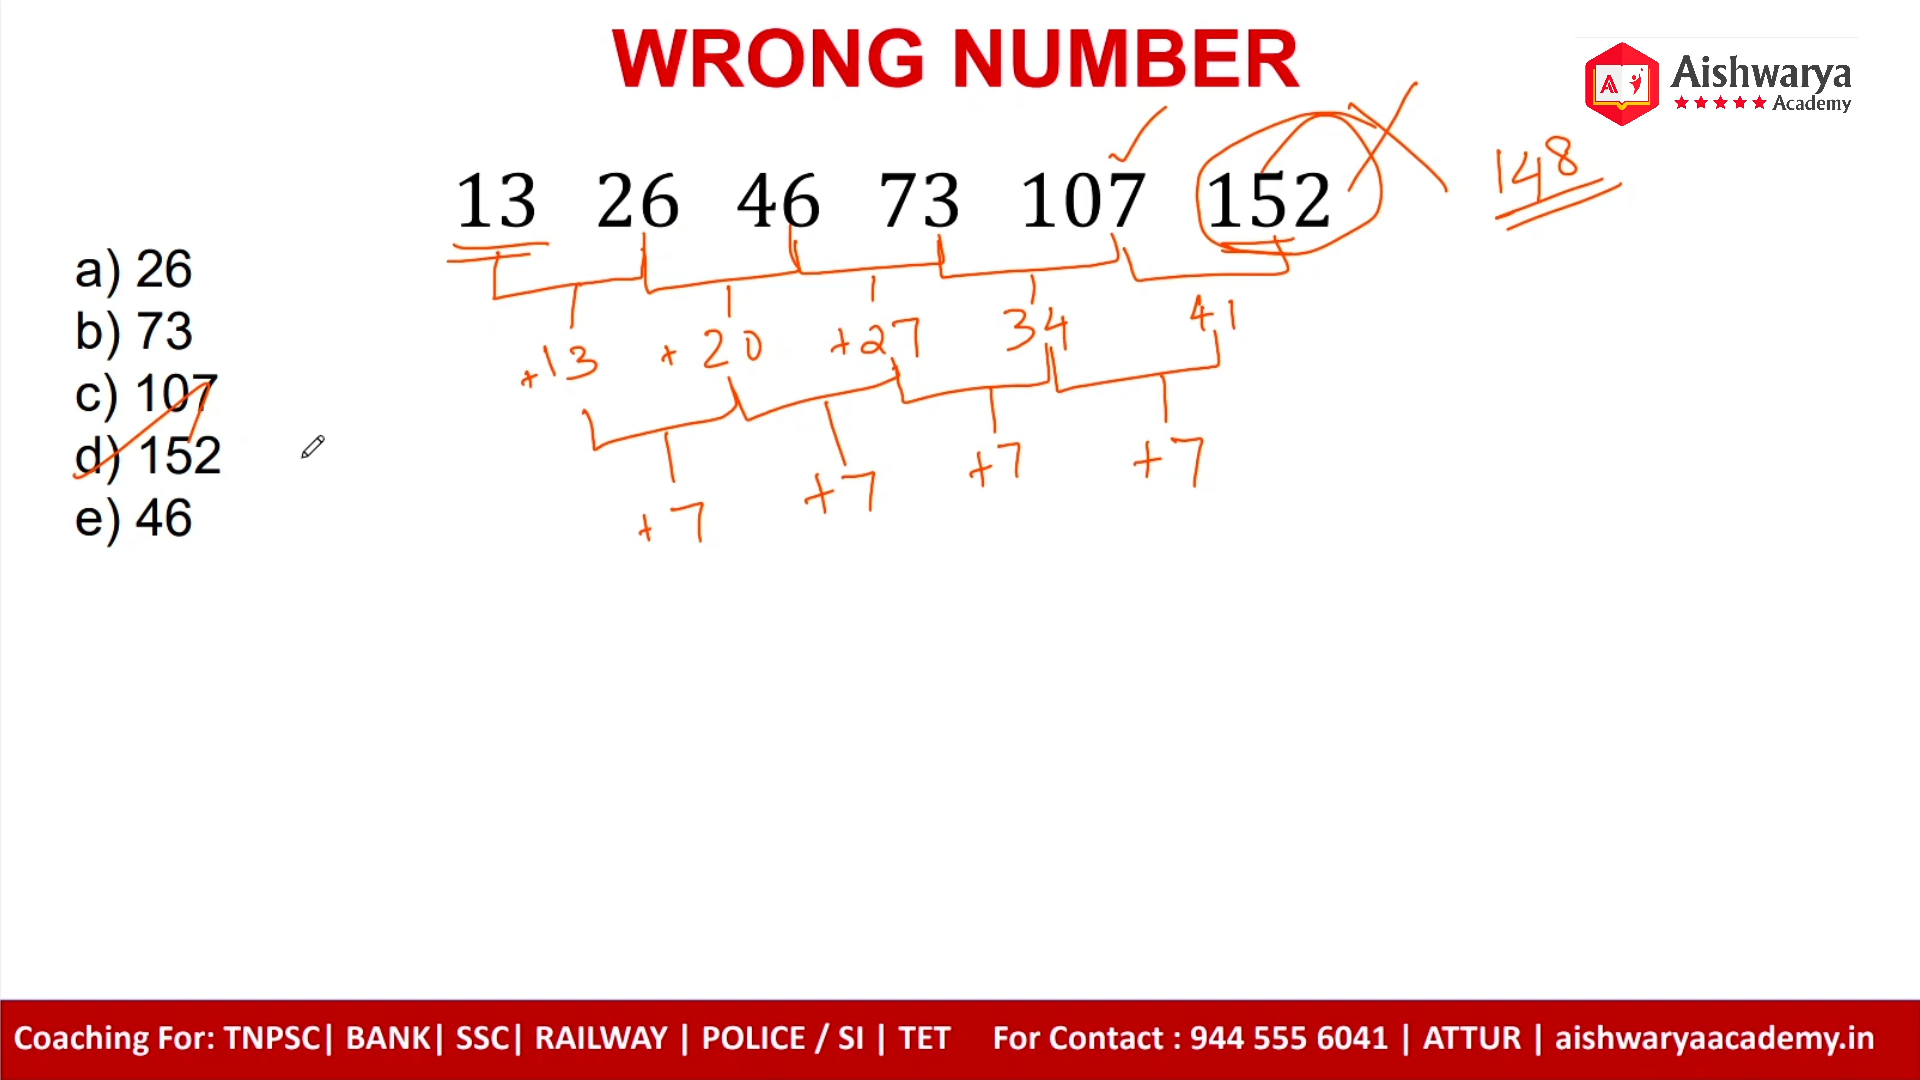 WRONG NUMBER
Aishwarya
Academy
148
13 26 46 73 107 152
a) 26
b) 73
c) 107
d) 152
e) 46
+13 +20 +27 34 41
+7 +7 +7 +7
Coaching For: TNPSC| BANK| SSC| RAILWAY | POLICE / SI | TET For Contact : 944 555 6041 | ATTUR | aishwaryaacademy.in